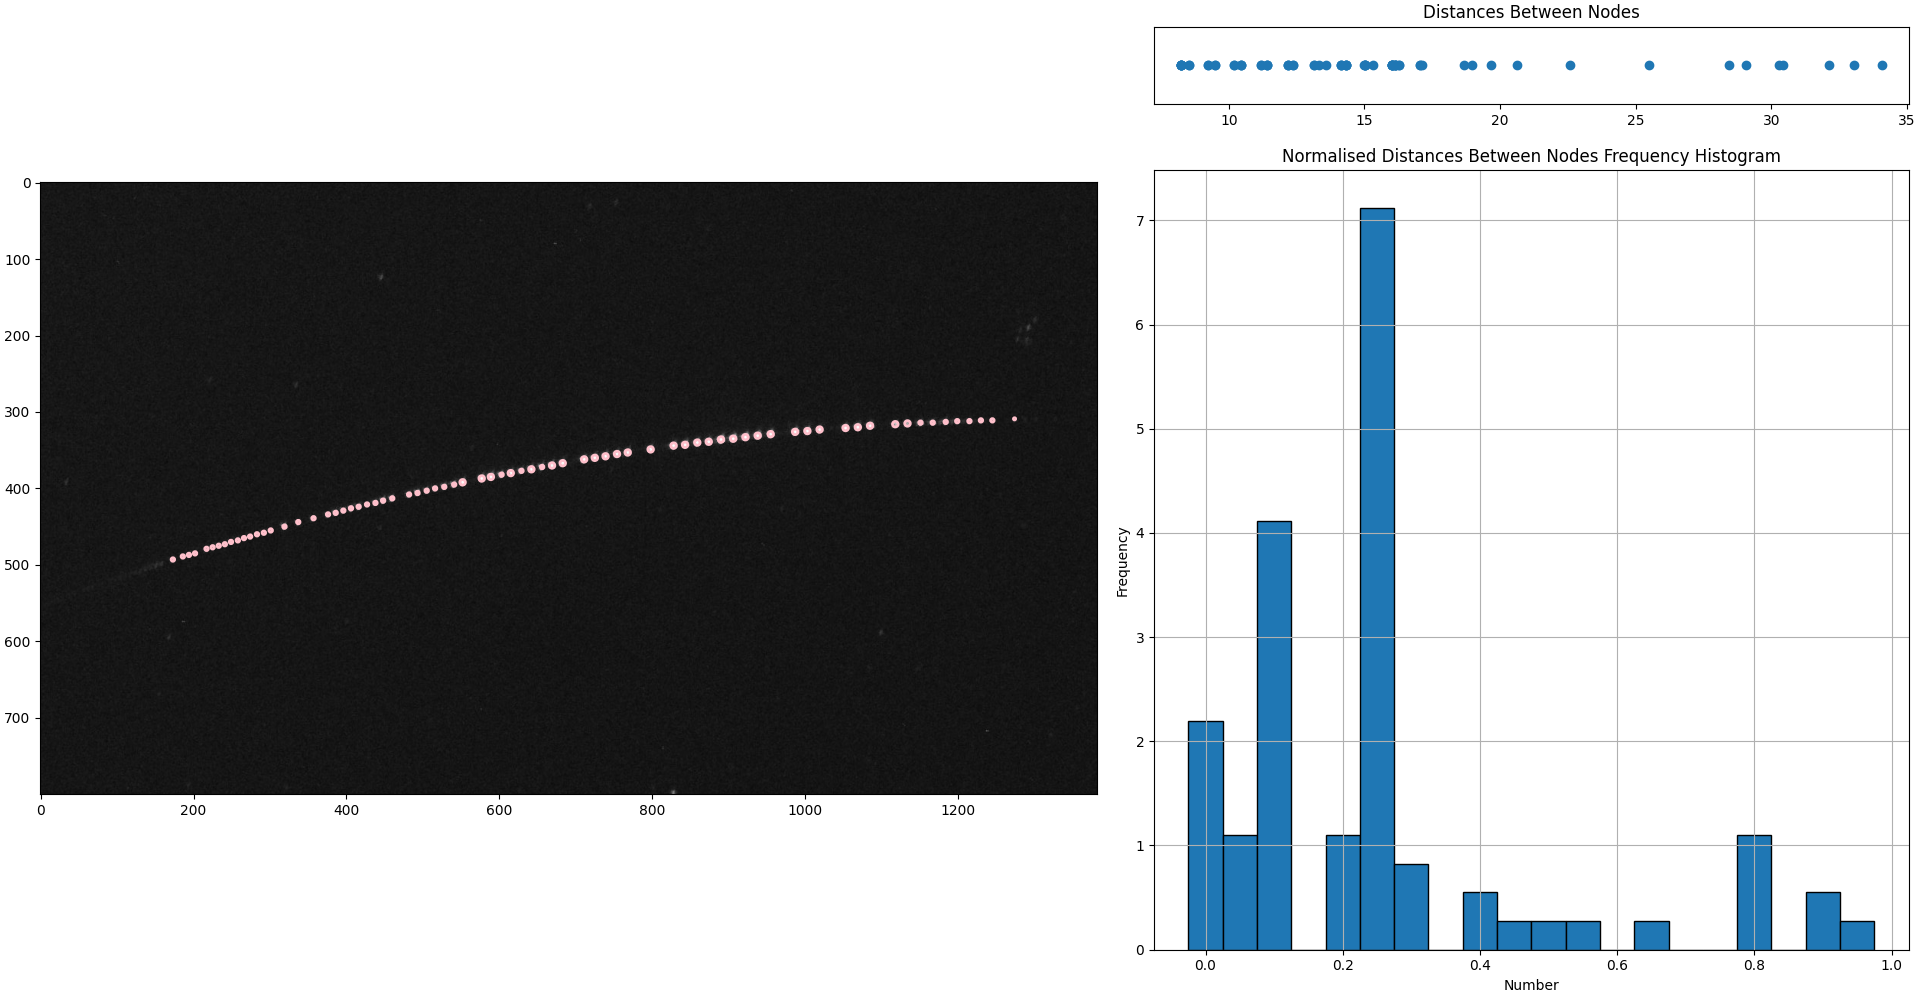 Distances Between Nodes
10 15 20 25 30 35
Normalised Distances Between Nodes Frequency Histogram
7
6
5
4
3
2
1
0
Frequency
0.0 0.2 0.4 0.6 0.8 1.0
Number
0
100
200
300
400
500
600
700
0 200 400 600 800 1000 1200